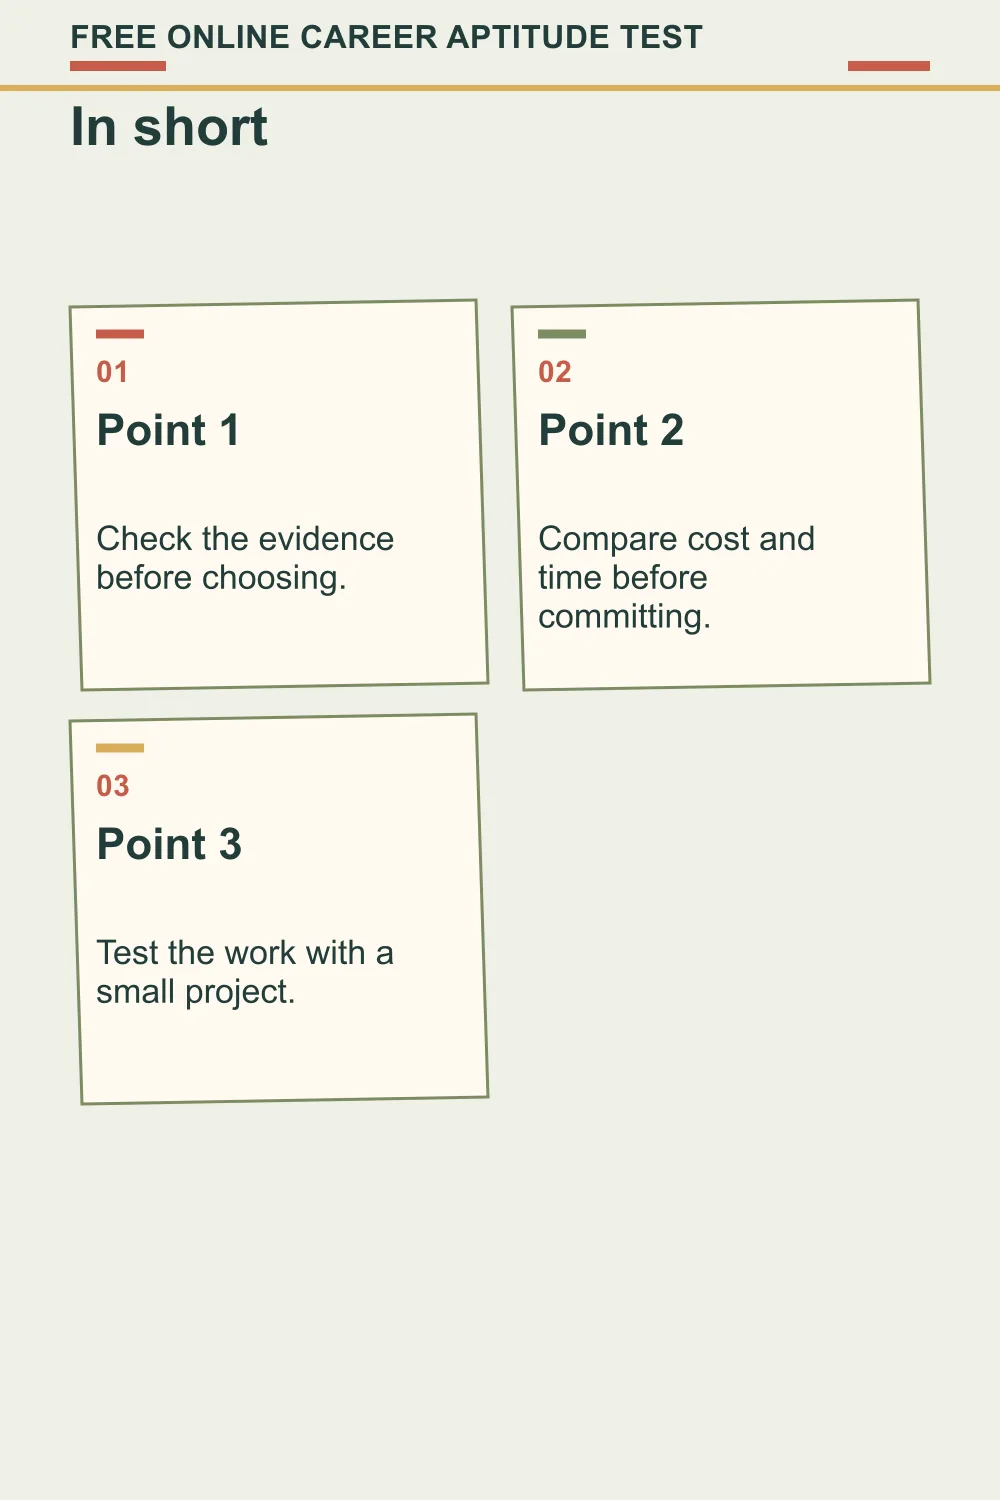 FREE ONLINE CAREER APTITUDE TEST
In short
01
Point 1
Check the evidence
before choosing.
02
Point 2
Compare cost and
time before
committing.
03
Point 3
Test the work with a
small project.